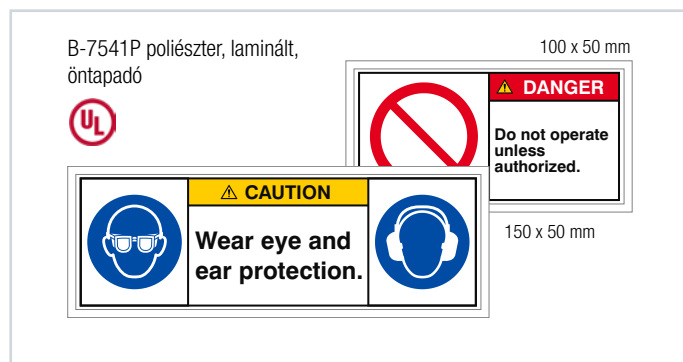 B-7541P poliészter, laminált,
öntapadó
UL
100 x 50 mm
DANGER
Do not operate
unless
authorized.
CAUTION
Wear eye and
ear protection.
150 x 50 mm